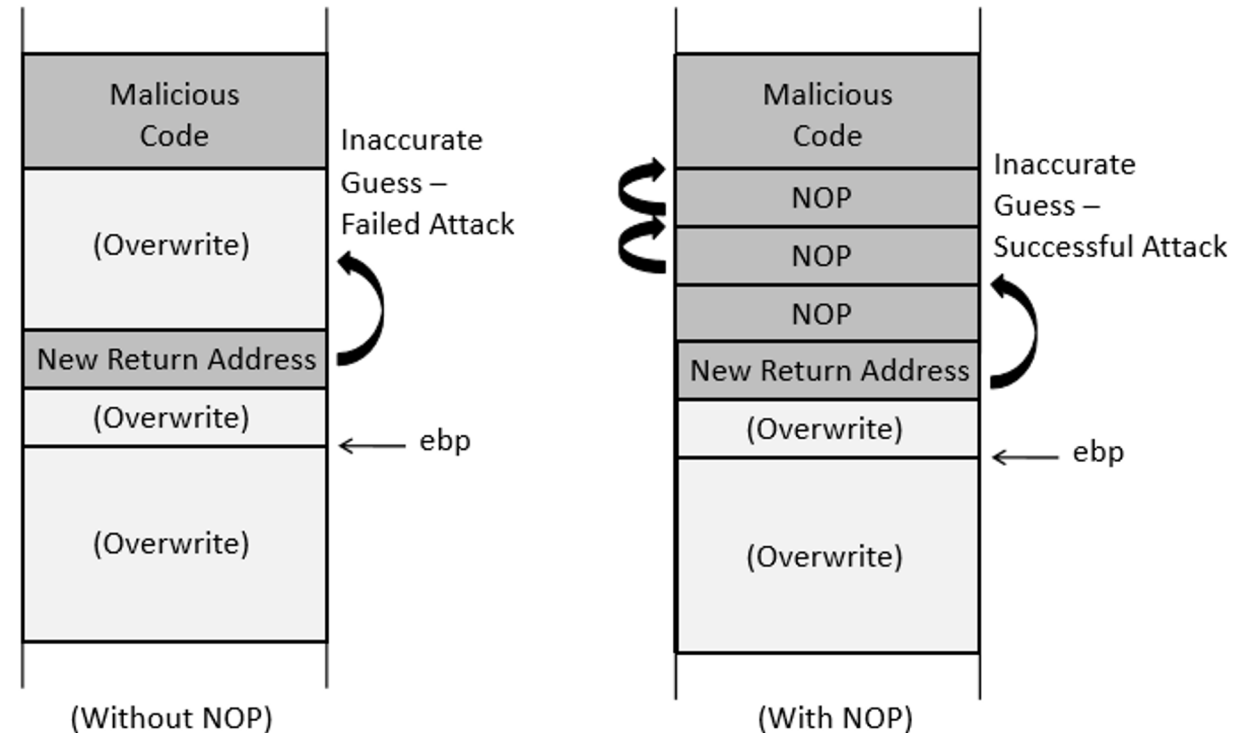 Malicious
Code
Inaccurate
Guess –
Failed Attack
(Overwrite)
New Return Address
(Overwrite)
ebp
(Overwrite)
(Without NOP)
Malicious
Code
Inaccurate
Guess –
Successful Attack
NOP
NOP
NOP
New Return Address
(Overwrite)
ebp
(Overwrite)
(With NOP)